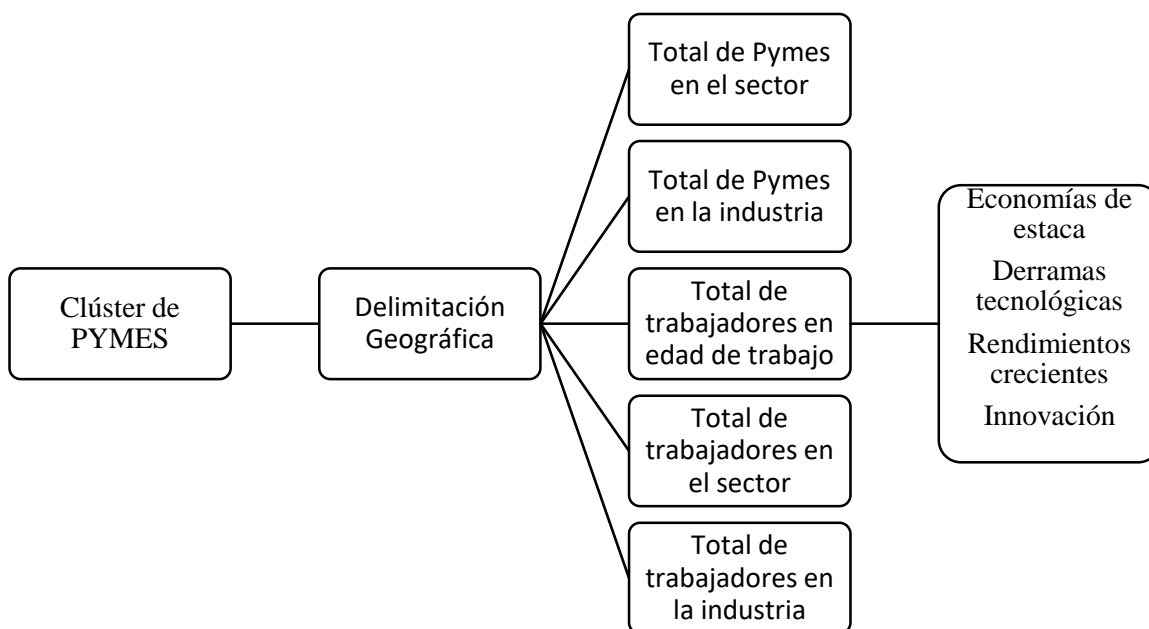 Clúster de
PYMES
Delimitación
Geográfica
Total de Pymes
en el sector
Total de Pymes
en la industria
Total de
trabajadores en
edad de trabajo
Total de
trabajadores en
el sector
Total de
trabajadores en
la industria
Economías de
estaca
Derramas
tecnológicas
Rendimientos
crecientes
Innovación